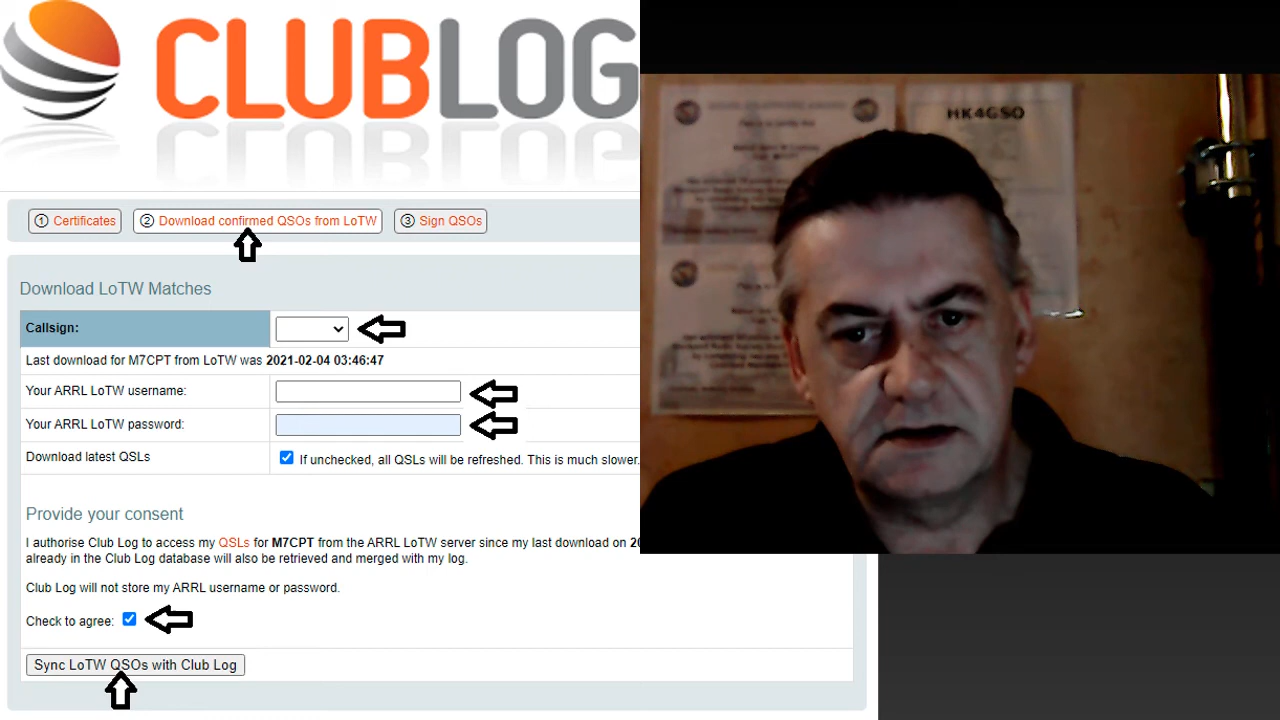 CLUBLOG
1 Certificates
2 Download confirmed QSOs from LoTW
3 Sign QSOs
Download LoTW Matches
Callsign:
Last download for M7CPT from LoTW was 2021-02-04 03:46:47
Your ARRL LoTW username:
Your ARRL LoTW password:
Download latest QSLs
If unchecked, all QSLs will be refreshed. This is much slower.
Provide your consent
I authorise Club Log to access my QSLs for M7CPT from the ARRL LoTW server since my last download on 20
already in the Club Log database will also be retrieved and merged with my log.
Club Log will not store my ARRL username or password.
Check to agree:
Sync LoTW QSOs with Club Log
HK4GSO